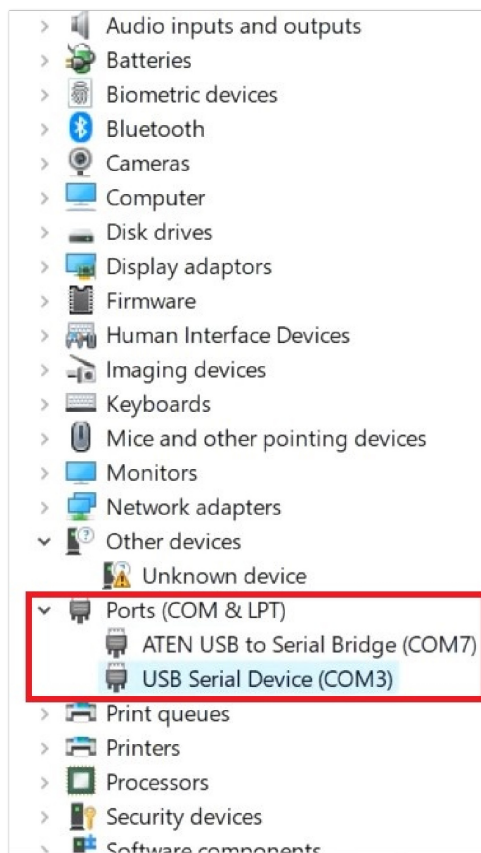 Audio inputs and outputs
Batteries
Biometric devices
Bluetooth
Cameras
Computer
Disk drives
Display adaptors
Firmware
Human Interface Devices
Imaging devices
Keyboards
Mice and other pointing devices
Monitors
Network adapters
Other devices
Unknown device
Ports (COM & LPT)
ATEN USB to Serial Bridge (COM7)
USB Serial Device (COM3)
Print queues
Printers
Processors
Security devices
Software components